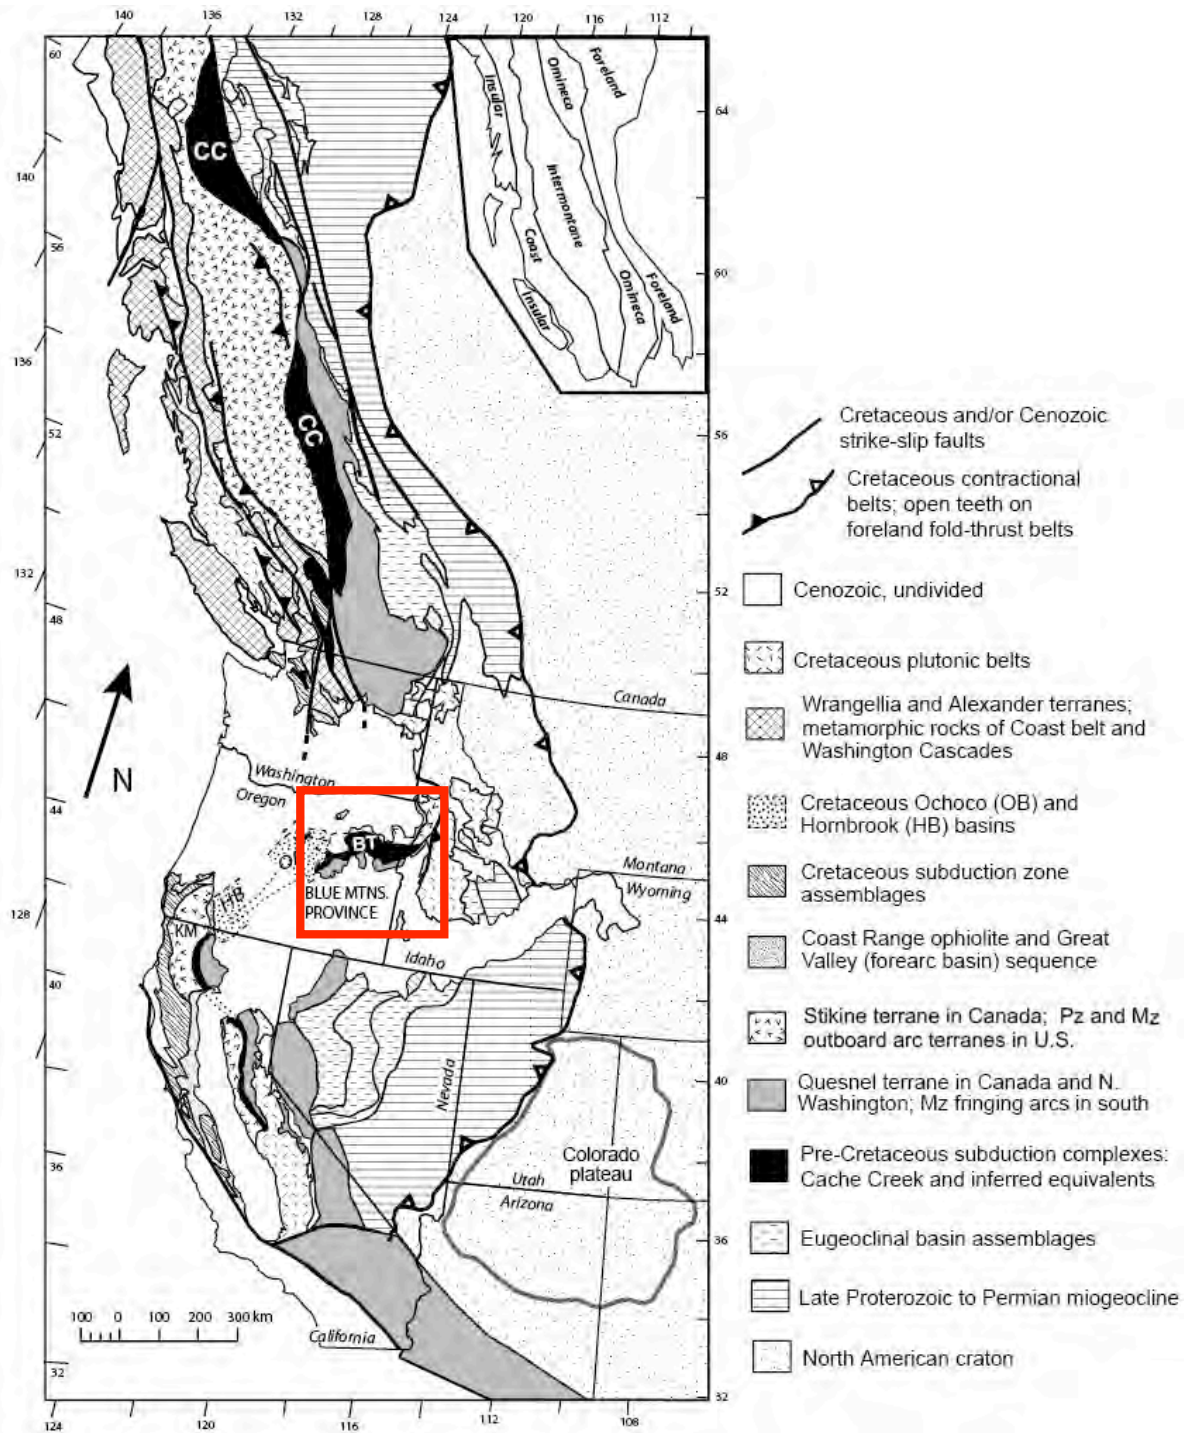 140 136 132 128 124 120 116 112
60
140
56
136
52
132
48
44
128
40
36
32
64
60
56
52
48
44
40
36
32
124 120 116 112 108
CC
CC
Insular
Omineca
Foreland
Intermontane
Coast
Insular
Omineca
Foreland
N
Canada
Washington
Oregon
BT
BLUE MTNS.
PROVINCE
HB
KM
Idaho
Montana
Wyoming
Nevada
Utah
Arizona
Colorado
plateau
California
100 0 100 200 300 km
Cretaceous and/or Cenozoic
strike-slip faults
Cretaceous contractional
belts; open teeth on
foreland fold-thrust belts
Cenozoic, undivided
Cretaceous plutonic belts
Wrangellia and Alexander terranes;
metamorphic rocks of Coast belt and
Washington Cascades
Cretaceous Ochoco (OB) and
Hornbrook (HB) basins
Cretaceous subduction zone
assemblages
Coast Range ophiolite and Great
Valley (forearc basin) sequence
Stikine terrane in Canada; Pz and Mz
outboard arc terranes in U.S.
Quesnel terrane in Canada and N.
Washington; Mz fringing arcs in south
Pre-Cretaceous subduction complexes:
Cache Creek and inferred equivalents
Eugeoclinal basin assemblages
Late Proterozoic to Permian miogeocline
North American craton